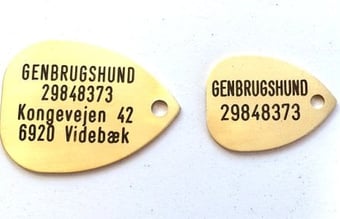 GENBRUGSHUND
29848373
Kongevejen 42
6920 Videbæk
GENBRUGSHUND
29848373